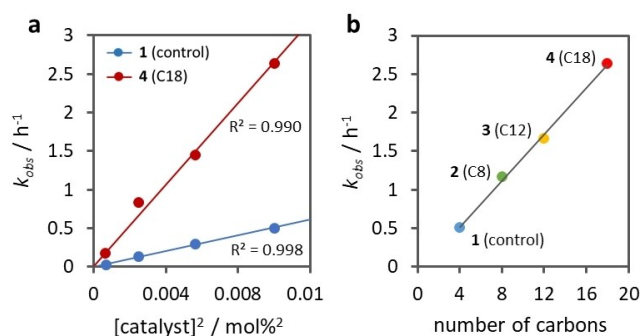 a
3
2.5
2
1.5
1
0.5
0
k_obs / h⁻¹
1 (control)
4 (C18)
R² = 0.990
R² = 0.998
0 0.004 0.008 0.01
[catalyst]² / mol%²
b
3
2.5
2
1.5
1
0.5
0
k_obs / h⁻¹
4 (C18)
3 (C12)
2 (C8)
1 (control)
0 4 8 12 16 20
number of carbons